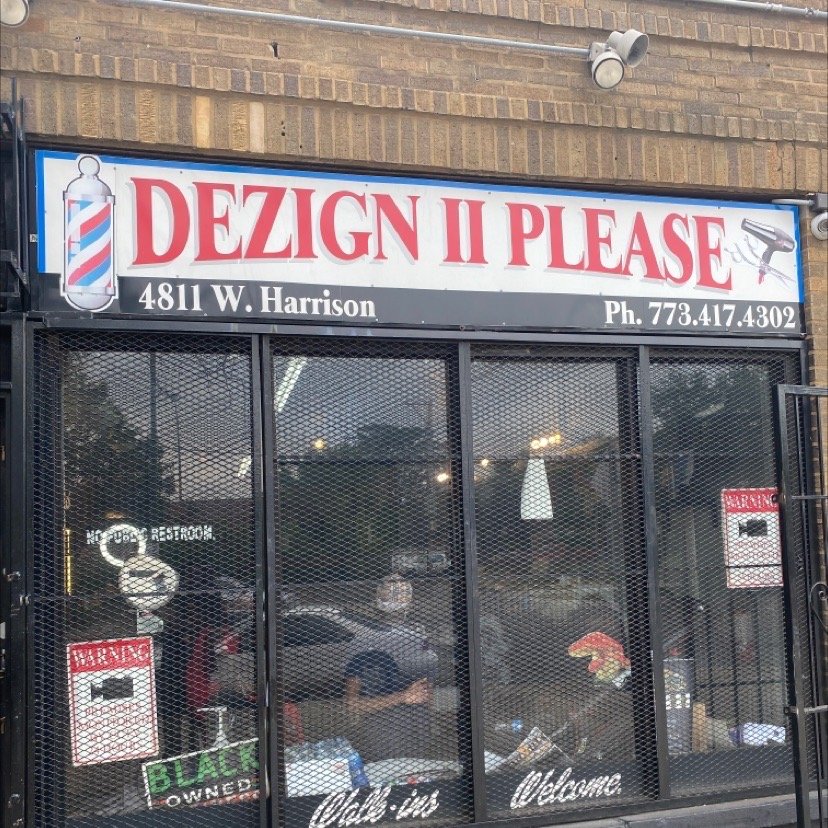 DEZIGN II PLEASE
4811 W. Harrison
Ph. 773.417.4302
NO PUBLIC RESTROOM.
WARNING
WARNING
BLACK
OWNED
Walk-ins Welcome.